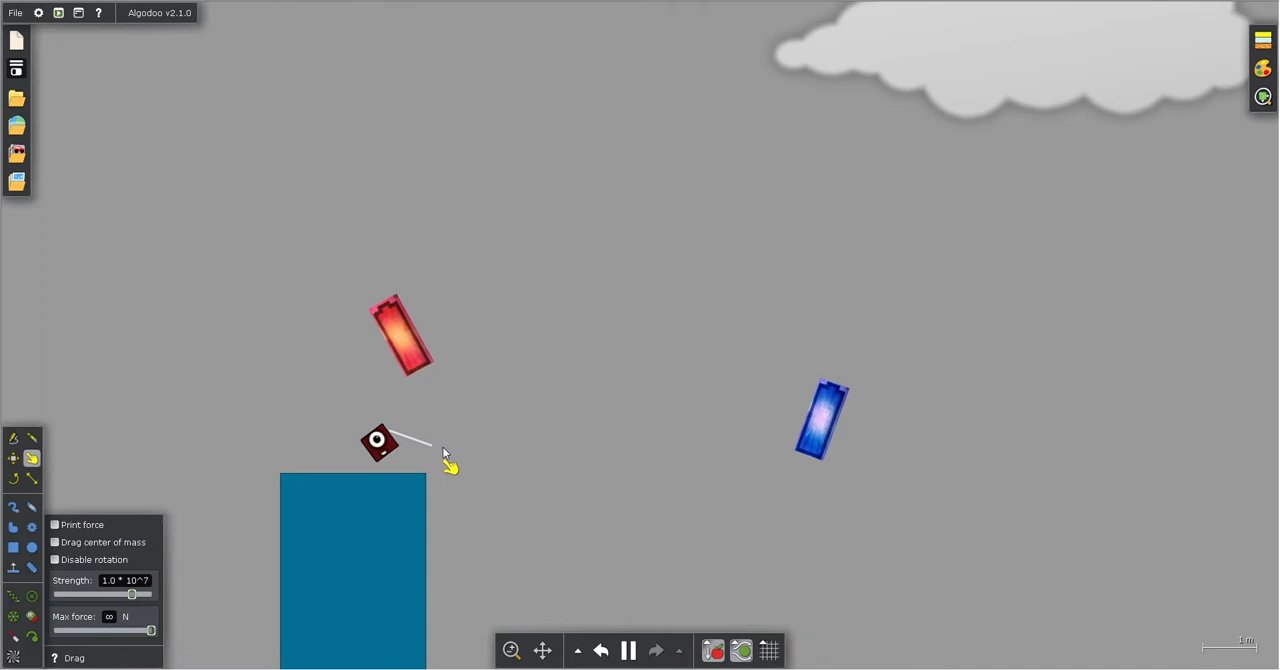 File
?
Algodoo v2.1.0
Print force
Drag center of mass
Disable rotation
Strength: 1.0 * 10^7
Max force: ∞ N
? Drag
1 m